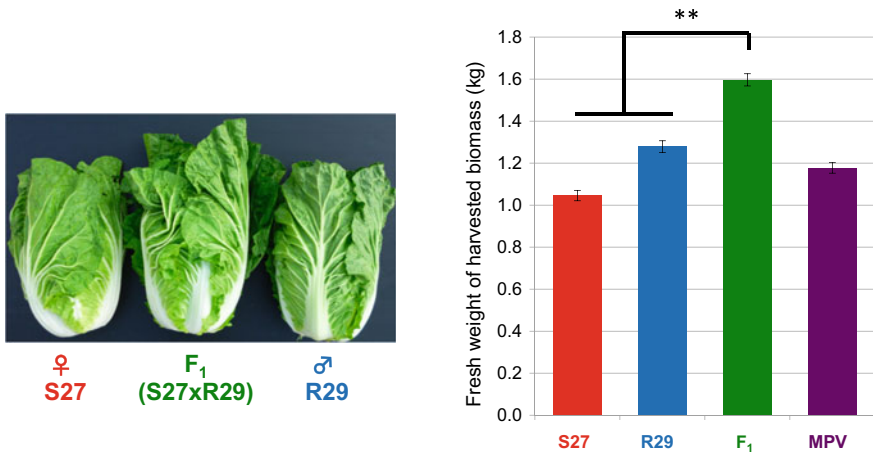 ♀
S27
F₁
(S27xR29)
♂
R29
Fresh weight of harvested biomass (kg)
1.8
1.6
1.4
1.2
1.0
0.8
0.6
0.4
0.2
0.0
**
S27
R29
F₁
MPV